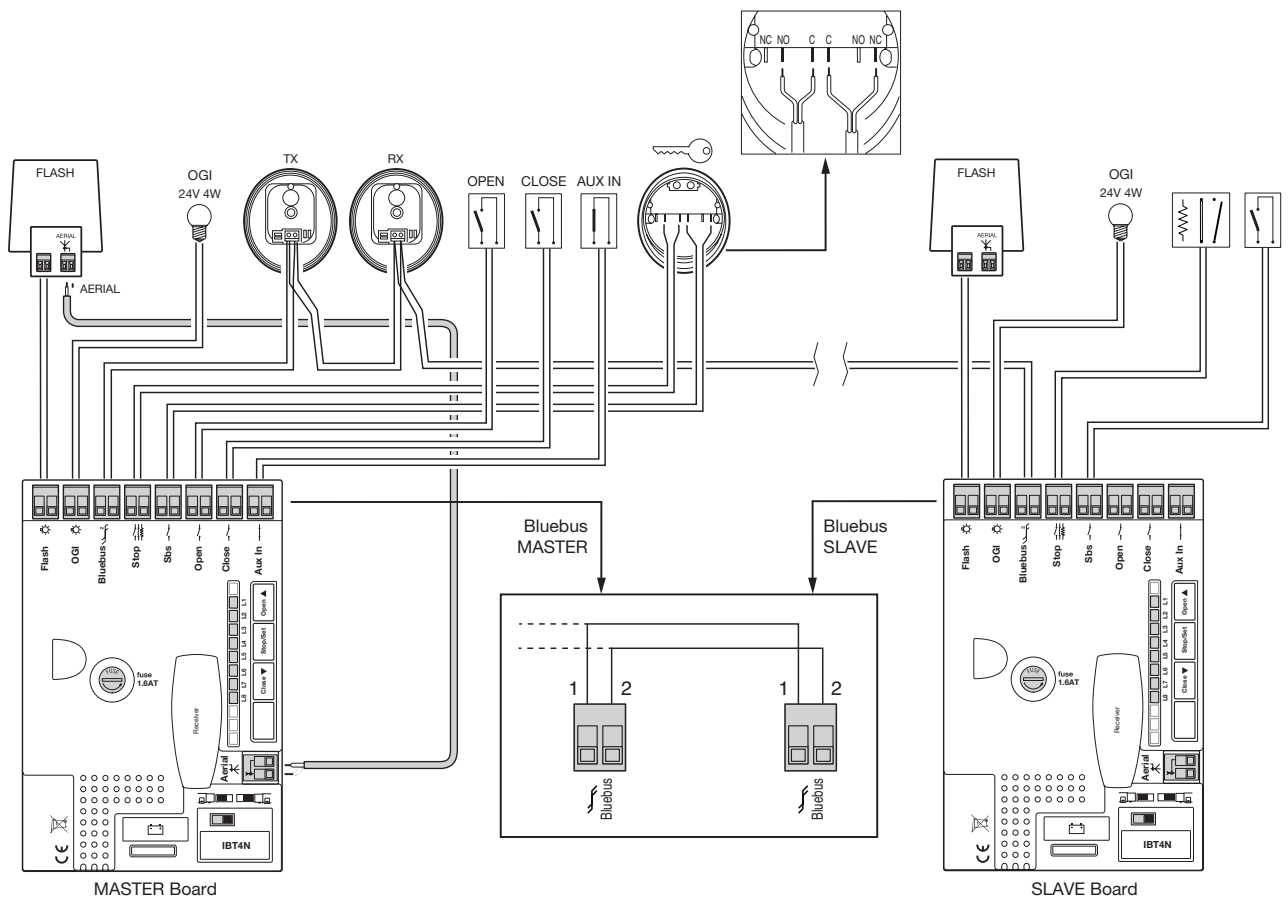 NC NO C C NO NC
FLASH
AERIAL
AERIAL
OGI
24V 4W
TX
RX
OPEN
CLOSE
AUX IN
FLASH
AERIAL
OGI
24V 4W
Flash
OGI
Bluebus
Stop
Sbs
Open
Close
Aux In
L1
L2
L3
L4
L5
L6
L7
L8
Open ▲
Stop/Set
Close ▼
FUSE
fuse
1.6AT
Receiver
Aerial
IBT4N
CE
MASTER Board
Bluebus
MASTER
Bluebus
SLAVE
1 2
1 2
Bluebus
Bluebus
Flash
OGI
Bluebus
Stop
Sbs
Open
Close
Aux In
L1
L2
L3
L4
L5
L6
L7
L8
Open ▲
Stop/Set
Close ▼
FUSE
fuse
1.6AT
Receiver
Aerial
IBT4N
CE
SLAVE Board